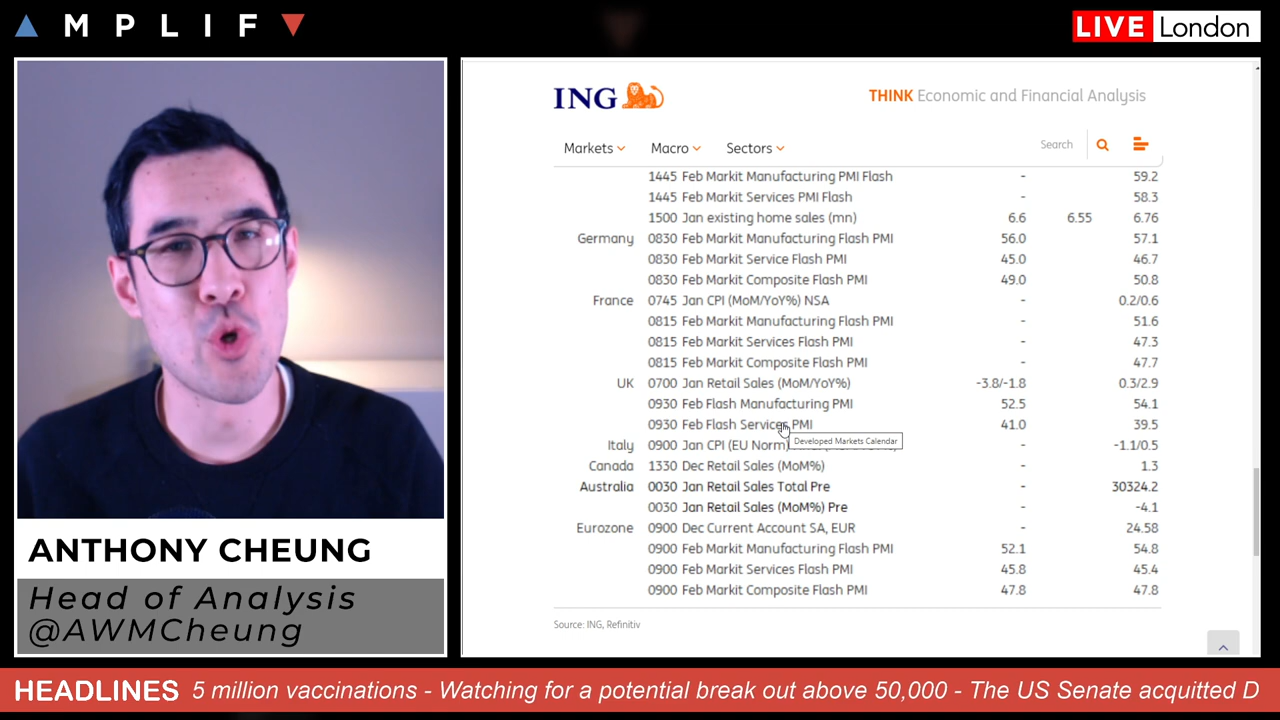 AMPLIFY
LIVE London
ING
THINK Economic and Financial Analysis
Markets Macro Sectors Search
1445 Feb Markit Manufacturing PMI Flash - 59.2
1445 Feb Markit Services PMI Flash - 58.3
1500 Jan existing home sales (mn) 6.6 6.55 6.76
Germany 0830 Feb Markit Manufacturing Flash PMI 56.0 57.1
0830 Feb Markit Service Flash PMI 45.0 46.7
0830 Feb Markit Composite Flash PMI 49.0 50.8
France 0745 Jan CPI (MoM/YoY%) NSA - 0.2/0.6
0815 Feb Markit Manufacturing Flash PMI - 51.6
0815 Feb Markit Services Flash PMI - 47.3
0815 Feb Markit Composite Flash PMI - 47.7
UK 0700 Jan Retail Sales (MoM/YoY%) -3.8/-1.8 0.3/2.9
0930 Feb Flash Manufacturing PMI 52.5 54.1
0930 Feb Flash Services PMI 41.0 39.5
Developed Markets Calendar
Italy 0900 Jan CPI (EU Norm) -1.1/0.5
Canada 1330 Dec Retail Sales (MoM%) - 1.3
Australia 0030 Jan Retail Sales Total Pre - 30324.2
0030 Jan Retail Sales (MoM%) Pre - -4.1
Eurozone 0900 Dec Current Account SA, EUR - 24.58
0900 Feb Markit Manufacturing Flash PMI 52.1 54.8
0900 Feb Markit Services Flash PMI 45.8 45.4
0900 Feb Markit Composite Flash PMI 47.8 47.8
Source: ING, Refinitiv
ANTHONY CHEUNG
Head of Analysis
@AWMCheung
HEADLINES 5 million vaccinations - Watching for a potential break out above 50,000 - The US Senate acquitted D